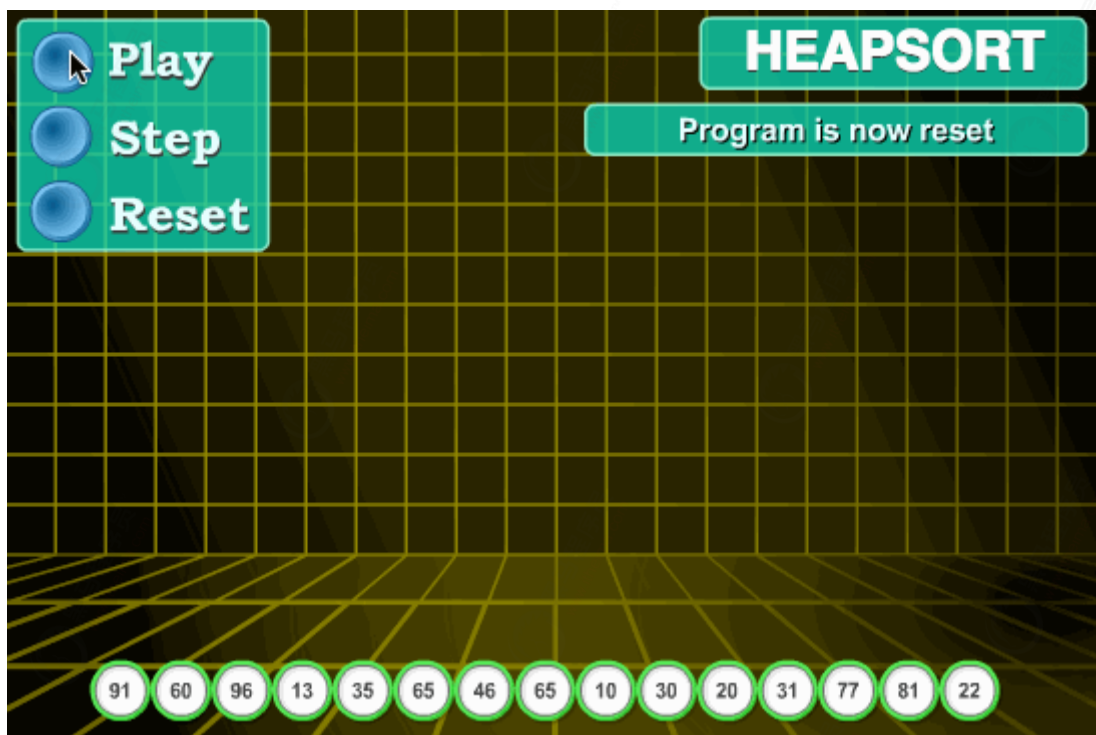 Play
Step
Reset
HEAPSORT
Program is now reset
91 60 96 13 35 65 46 65 10 30 20 31 77 81 22